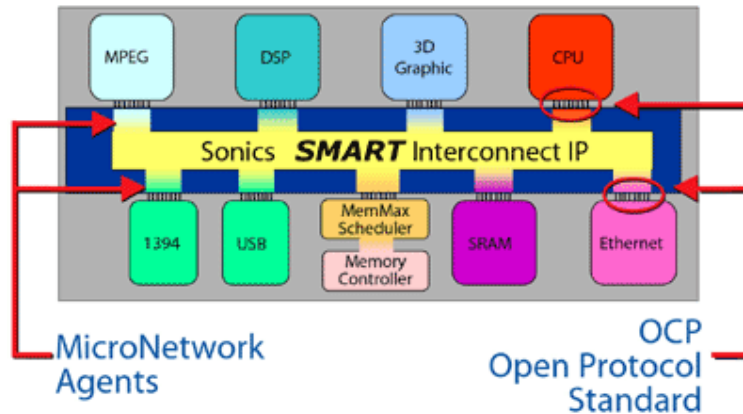 MPEG
DSP
3D
Graphic
CPU
Sonics SMART Interconnect IP
1394
USB
MemMax
Scheduler
Memory
Controller
SRAM
Ethernet
MicroNetwork
Agents
OCP
Open Protocol
Standard